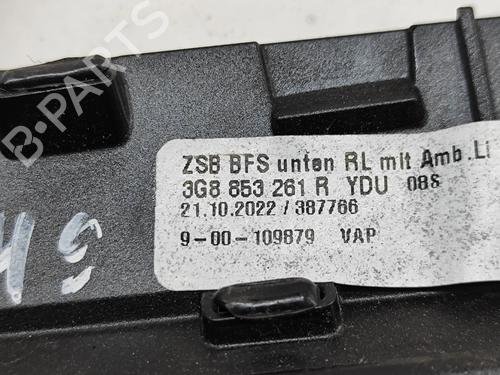 B-PARTS
ZSB BFS unten RL mit Amb.Li
3G8 853 261 R YDU 08S
21.10.2022/387766
9-00-109879 VAP